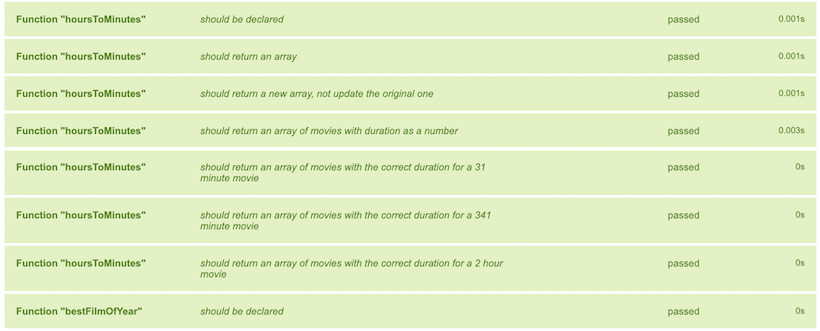 Function "hoursToMinutes" should be declared passed 0.001s
Function "hoursToMinutes" should return an array passed 0.001s
Function "hoursToMinutes" should return a new array, not update the original one passed 0.001s
Function "hoursToMinutes" should return an array of movies with duration as a number passed 0.003s
Function "hoursToMinutes" should return an array of movies with the correct duration for a 31 passed 0s
minute movie
Function "hoursToMinutes" should return an array of movies with the correct duration for a 341 passed 0s
minute movie
Function "hoursToMinutes" should return an array of movies with the correct duration for a 2 hour passed 0s
movie
Function "bestFilmOfYear" should be declared passed 0s